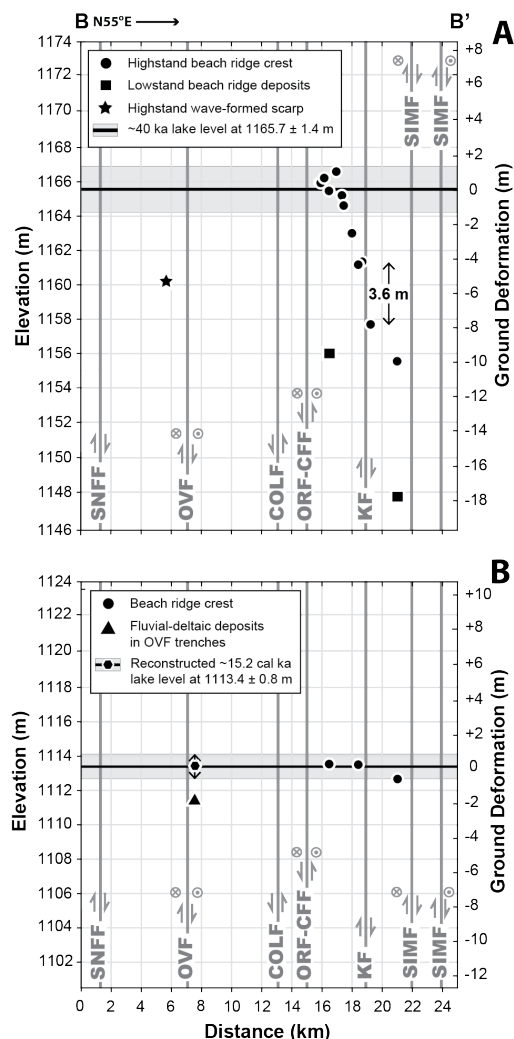 B N55°E
B'
A
1174
1172
1170
1168
1166
1164
1162
1160
1158
1156
1154
1152
1150
1148
1146
Elevation (m)
Highstand beach ridge crest
Lowstand beach ridge deposits
Highstand wave-formed scarp
~40 ka lake level at 1165.7 ± 1.4 m
3.6 m
SNFF
OVF
COLF
ORF-CFF
KF
SIMF
SIMF
+8
+6
+4
+2
0
-2
-4
-6
-8
-10
-12
-14
-16
-18
Ground Deformation (m)
B
1124
1122
1120
1118
1116
1114
1112
1110
1108
1106
1104
1102
Elevation (m)
Beach ridge crest
Fluvial-deltaic deposits
in OVF trenches
Reconstructed ~15.2 cal ka
lake level at 1113.4 ± 0.8 m
SNFF
OVF
COLF
ORF-CFF
KF
SIMF
SIMF
+10
+8
+6
+4
+2
0
-2
-4
-6
-8
-10
-12
Ground Deformation (m)
0 2 4 6 8 10 12 14 16 18 20 22 24
Distance (km)